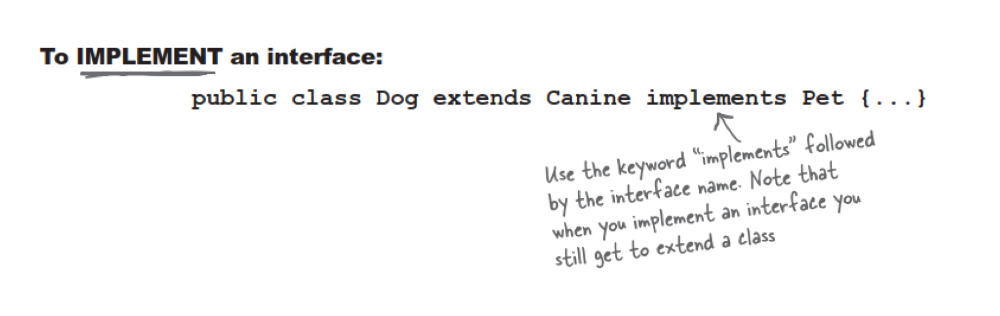 To IMPLEMENT an interface:
public class Dog extends Canine implements Pet {...}
Use the keyword “implements” followed
by the interface name. Note that
when you implement an interface you
still get to extend a class